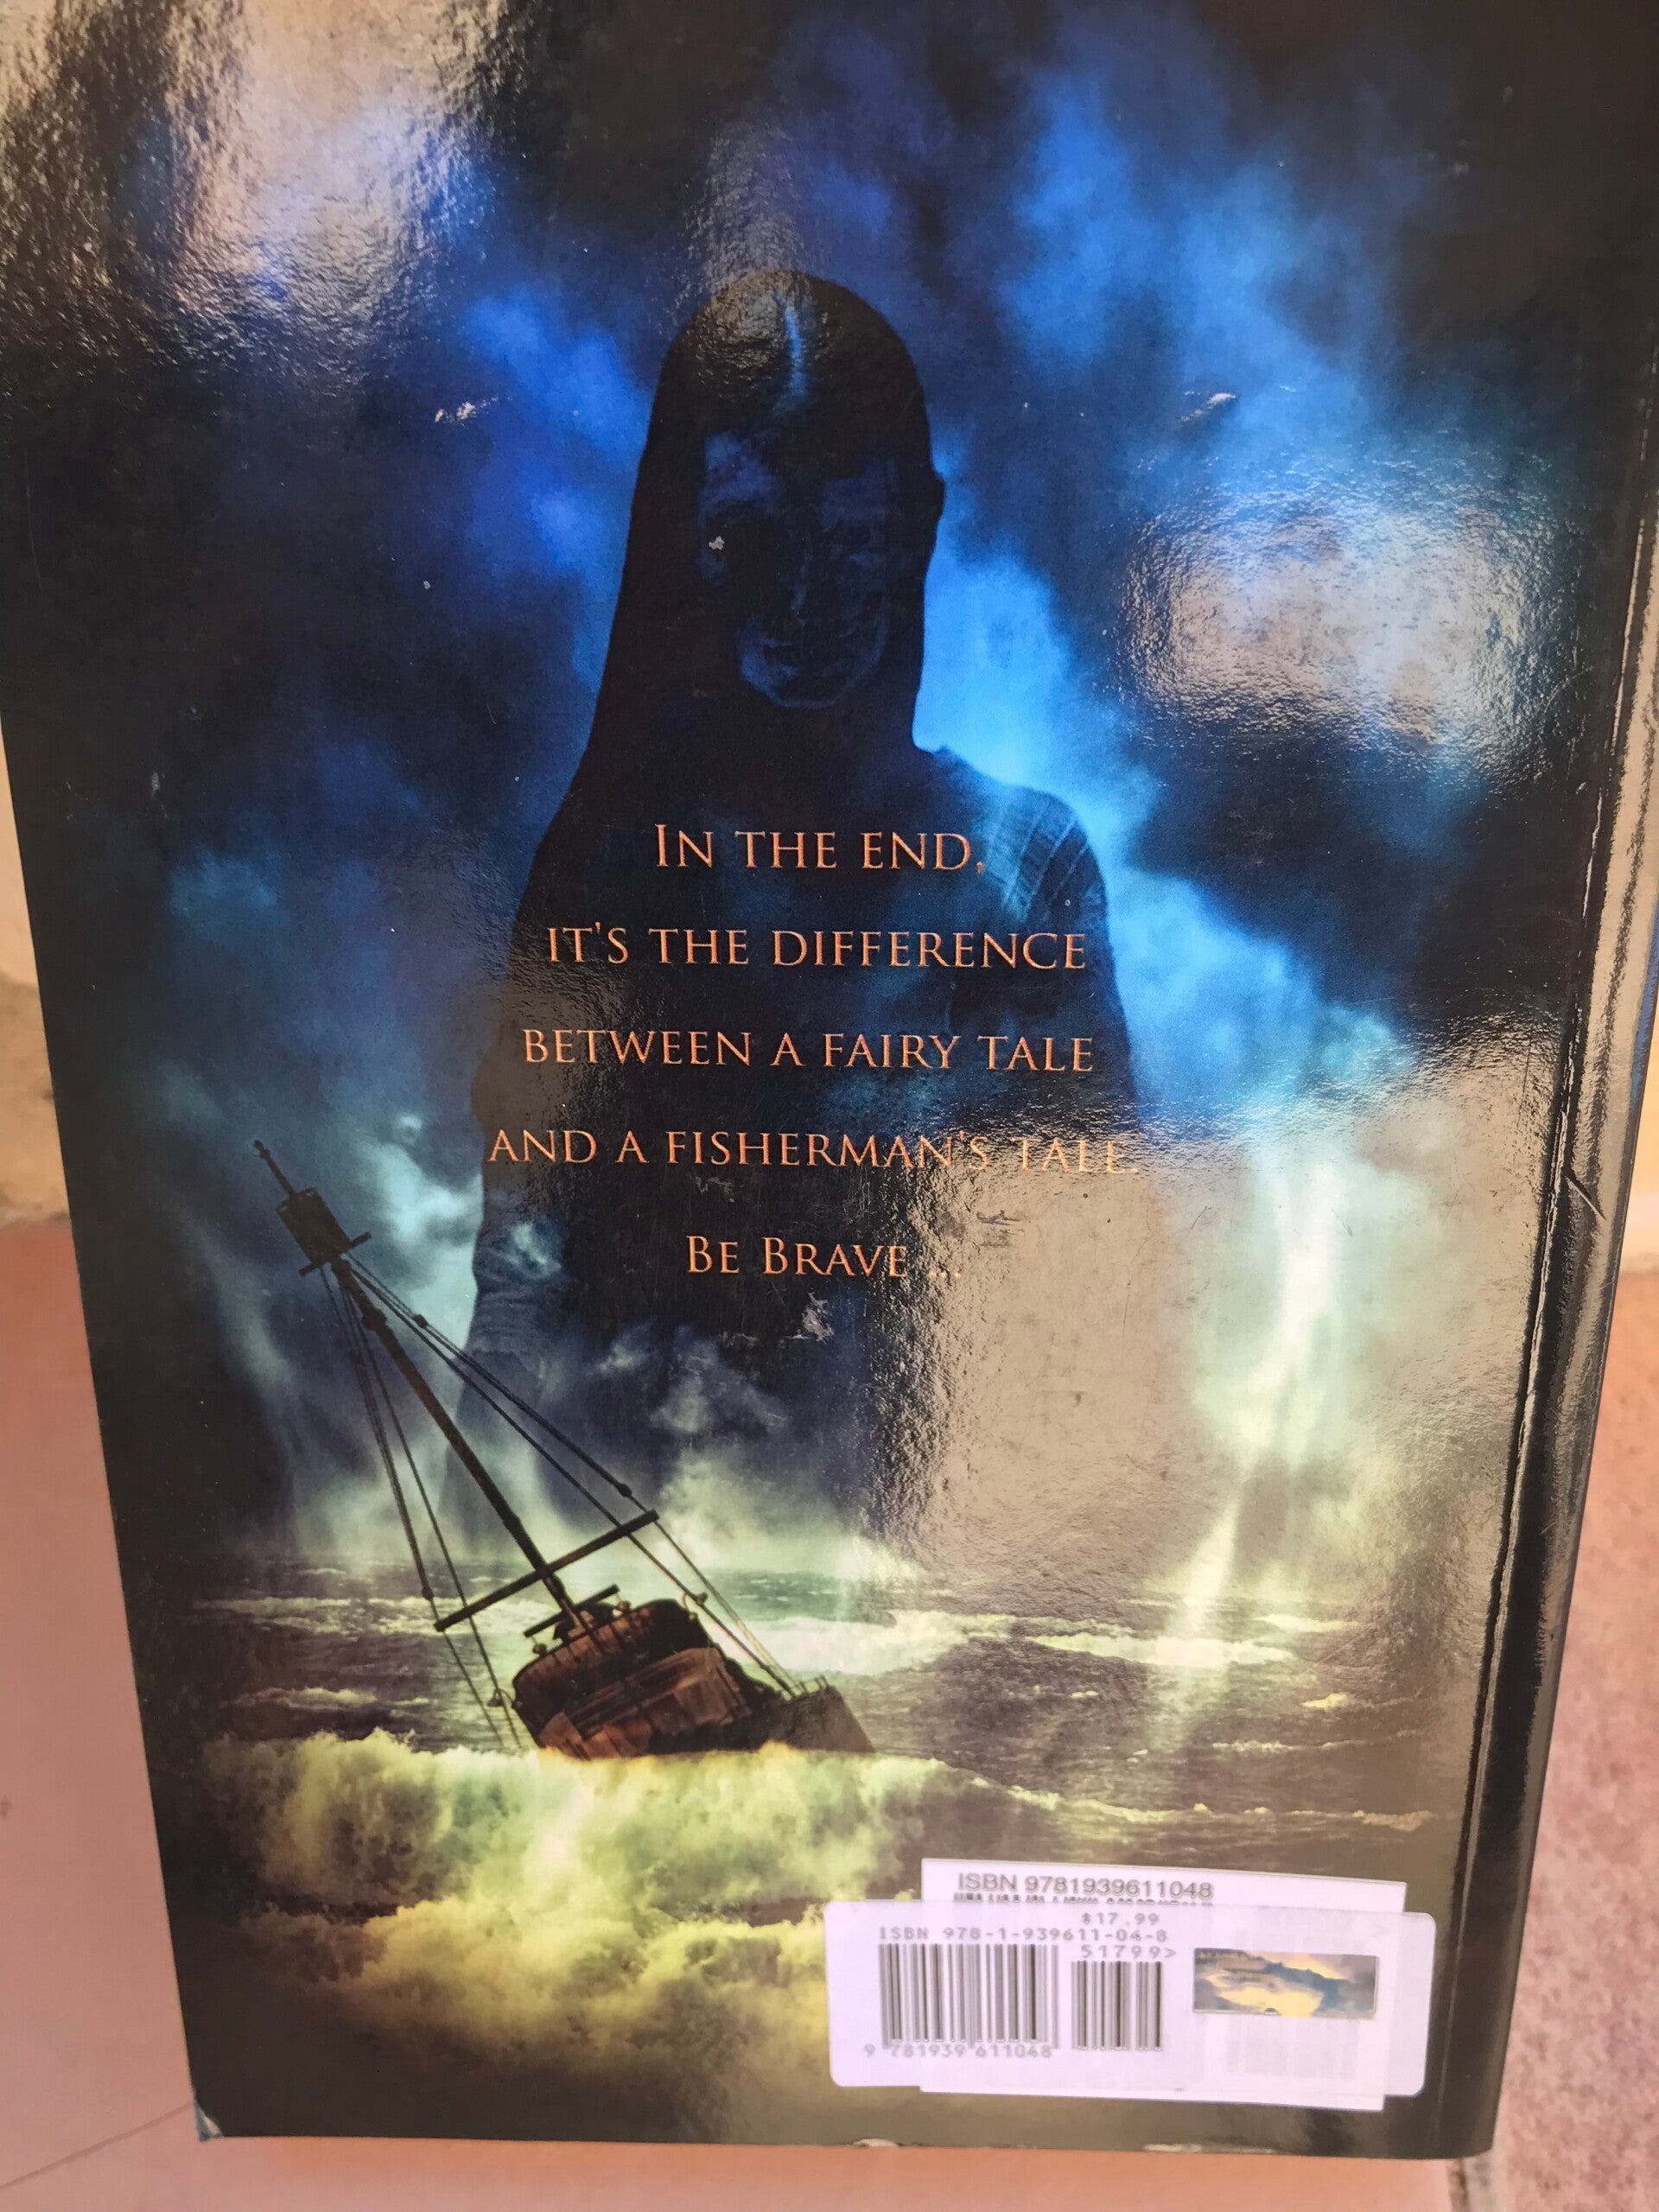 IN THE END,
IT'S THE DIFFERENCE
BETWEEN A FAIRY TALE
AND A FISHERMAN'S TALE.
BE BRAVE ...
ISBN 9781939611048
$17.99
ISBN 978-1-939611-04-8
51799>
9 781939 611048